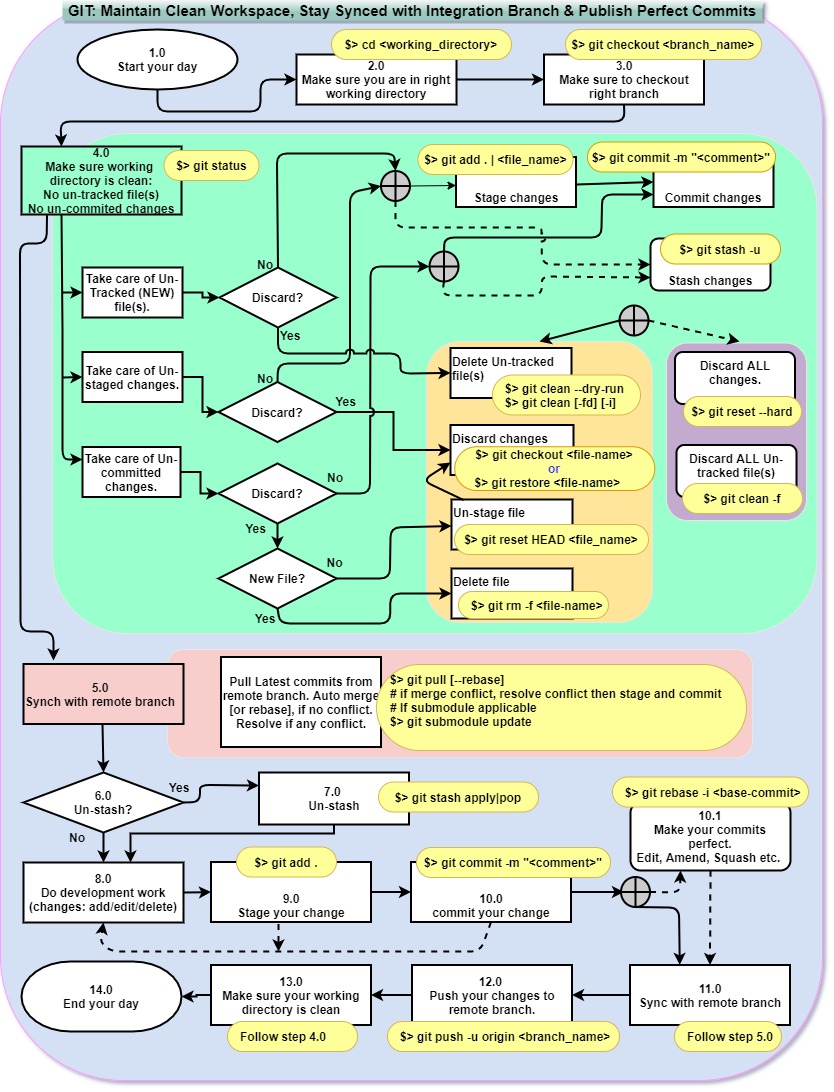 GIT: Maintain Clean Workspace, Stay Synced with Integration Branch & Publish Perfect Commits
1.0
Start your day
$> cd <working_directory>
2.0
Make sure you are in right
working directory
$> git checkout <branch_name>
3.0
Make sure to checkout
right branch
4.0
Make sure working
directory is clean:
No un-tracked file(s)
No un-commited changes
$> git status
$> git add . | <file_name>
Stage changes
$> git commit -m "<comment>"
Commit changes
$> git stash -u
Stash changes
Take care of Un-
Tracked (NEW)
file(s).
No
Discard?
Yes
Take care of Un-
staged changes.
No
Discard?
Yes
Take care of Un-
committed
changes.
Discard?
No
Yes
New File?
No
Yes
Delete Un-tracked
file(s)
$> git clean --dry-run
$> git clean [-fd] [-i]
Discard changes
$> git checkout <file-name>
or
$> git restore <file-name>
Un-stage file
$> git reset HEAD <file_name>
Delete file
$> git rm -f <file-name>
Discard ALL
changes.
$> git reset --hard
Discard ALL Un-
tracked file(s)
$> git clean -f
5.0
Synch with remote branch
Pull Latest commits from
remote branch. Auto merge
[or rebase], if no conflict.
Resolve if any conflict.
$> git pull [--rebase]
# if merge conflict, resolve conflict then stage and commit
# If submodule applicable
$> git submodule update
6.0
Un-stash?
Yes
No
7.0
Un-stash
$> git stash apply|pop
8.0
Do development work
(changes: add/edit/delete)
$> git add .
9.0
Stage your change
$> git commit -m "<comment>"
10.0
commit your change
$> git rebase -i <base-commit>
10.1
Make your commits
perfect.
Edit, Amend, Squash etc.
11.0
Sync with remote branch
Follow step 5.0
12.0
Push your changes to
remote branch.
$> git push -u origin <branch_name>
13.0
Make sure your working
directory is clean
Follow step 4.0
14.0
End your day